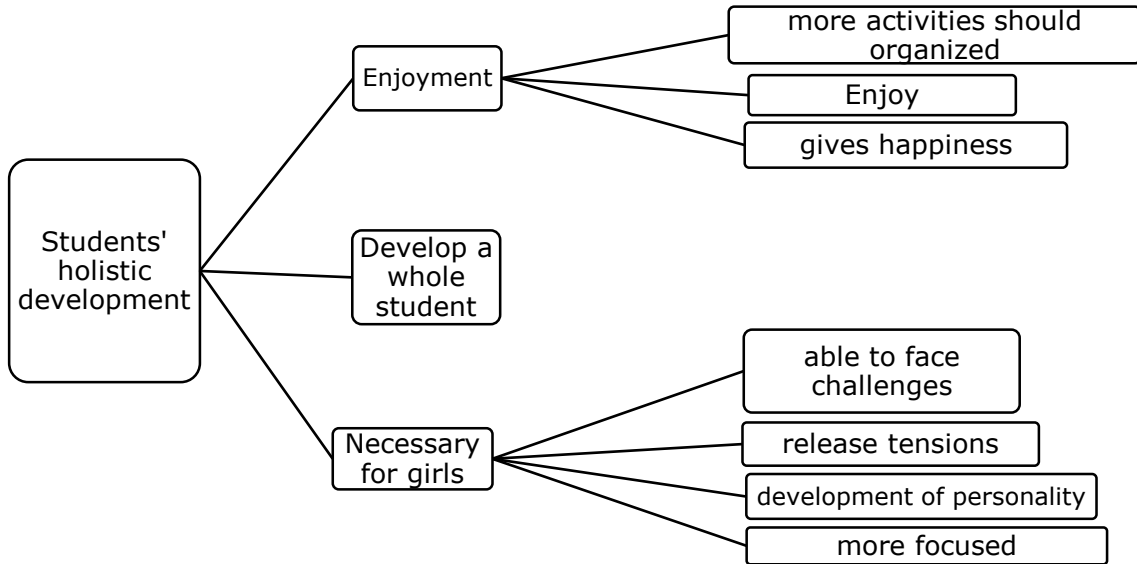 Students'
holistic
development
Enjoyment
more activities should
organized
Enjoy
gives happiness
Develop a
whole
student
Necessary
for girls
able to face
challenges
release tensions
development of personality
more focused